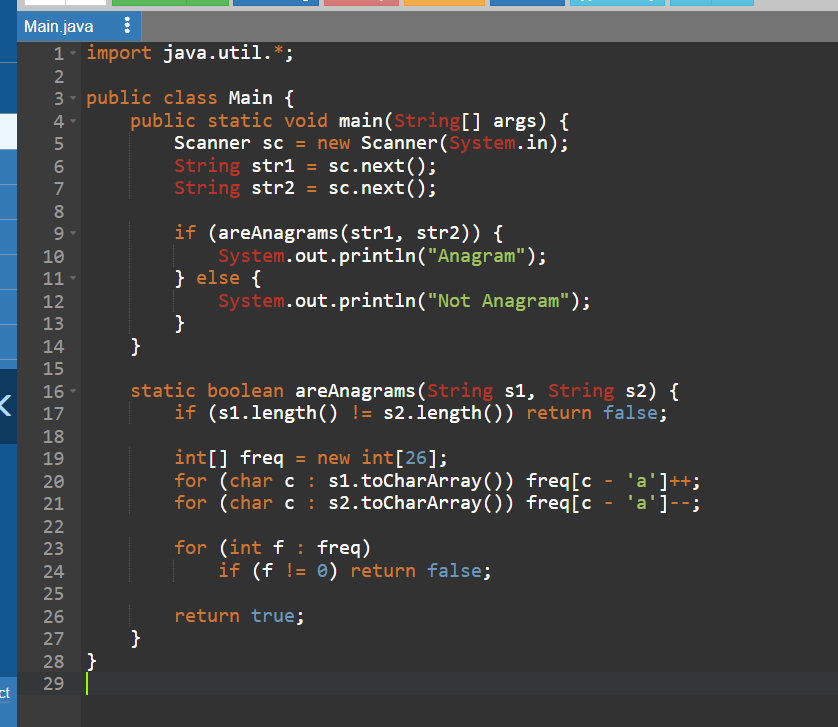 Main.java
1 import java.util.*;
2
3 public class Main {
4     public static void main(String[] args) {
5         Scanner sc = new Scanner(System.in);
6         String str1 = sc.next();
7         String str2 = sc.next();
8
9         if (areAnagrams(str1, str2)) {
10             System.out.println("Anagram");
11         } else {
12             System.out.println("Not Anagram");
13         }
14     }
15
16     static boolean areAnagrams(String s1, String s2) {
17         if (s1.length() != s2.length()) return false;
18
19         int[] freq = new int[26];
20         for (char c : s1.toCharArray()) freq[c - 'a']++;
21         for (char c : s2.toCharArray()) freq[c - 'a']--;
22
23         for (int f : freq)
24             if (f != 0) return false;
25
26         return true;
27     }
28 }
29
ct